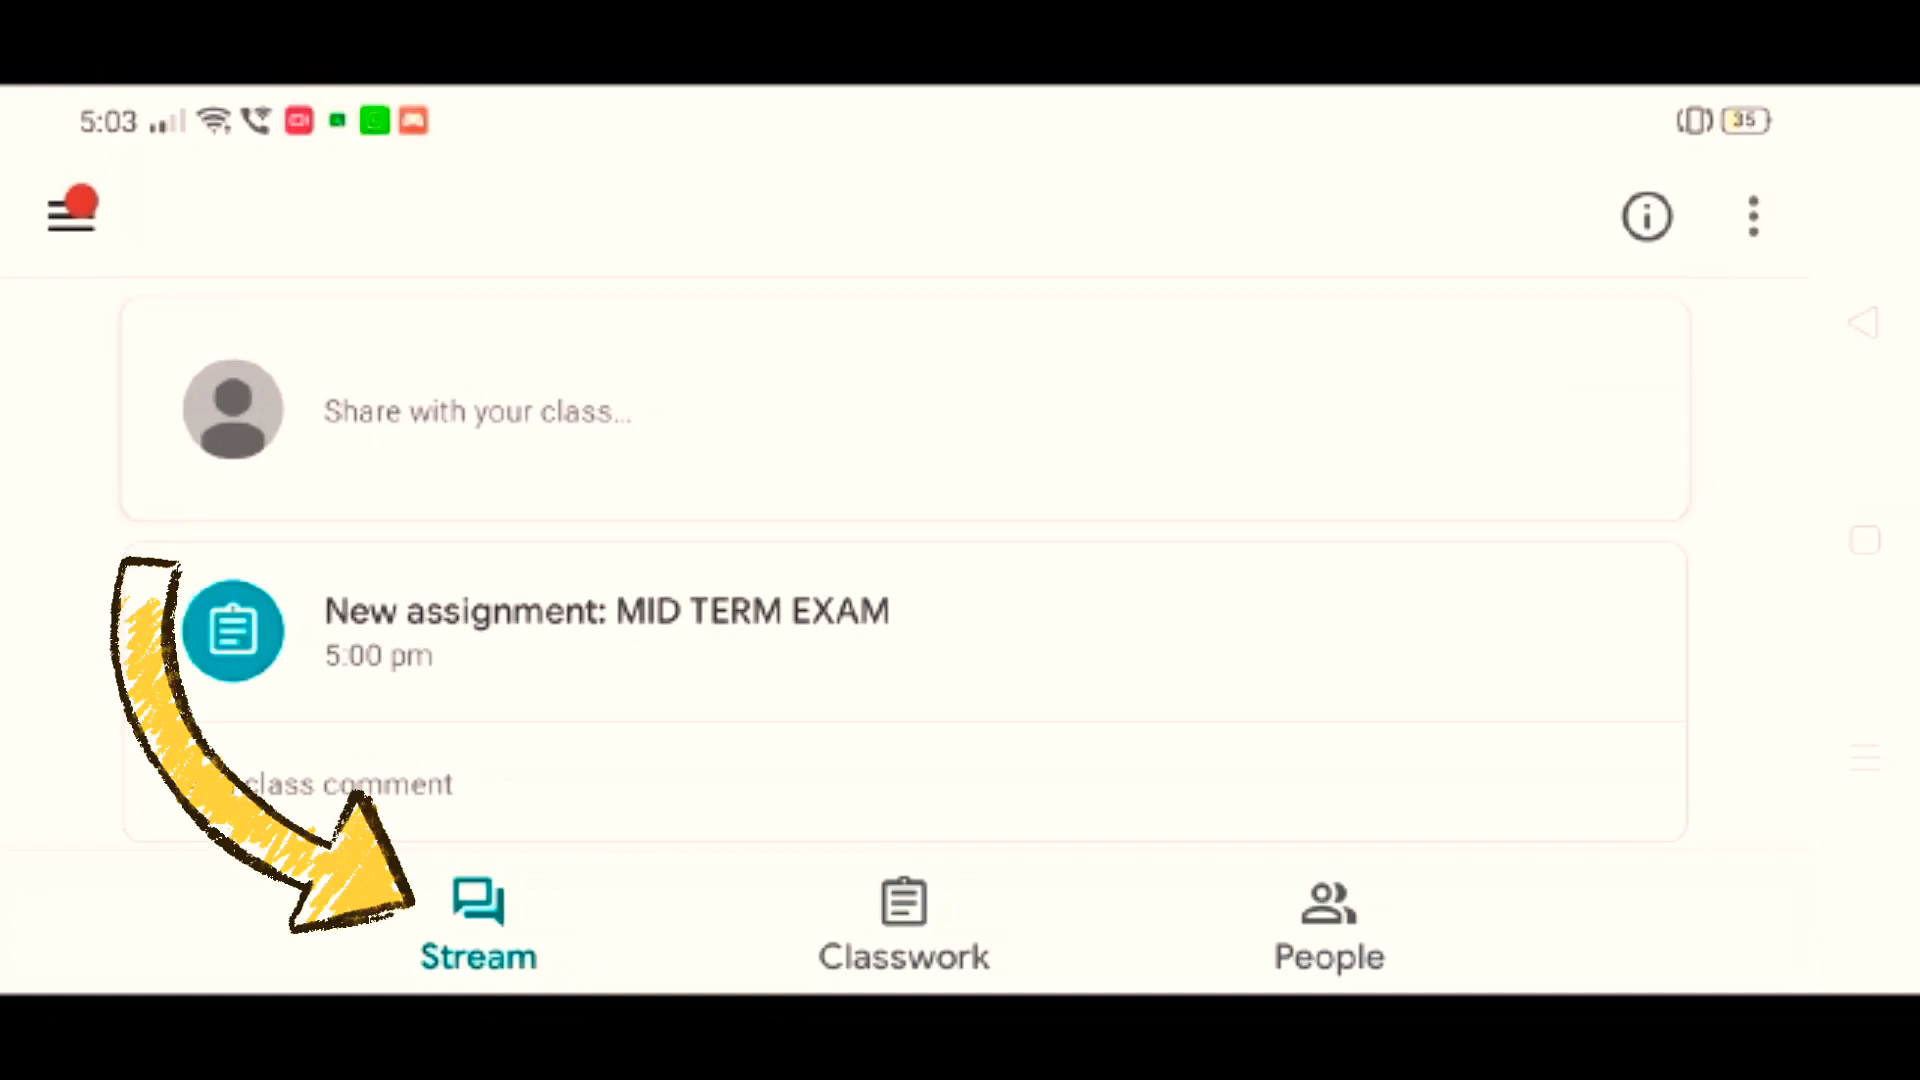 5:03
35
Share with your class...
New assignment: MID TERM EXAM
5:00 pm
class comment
Stream
Classwork
People